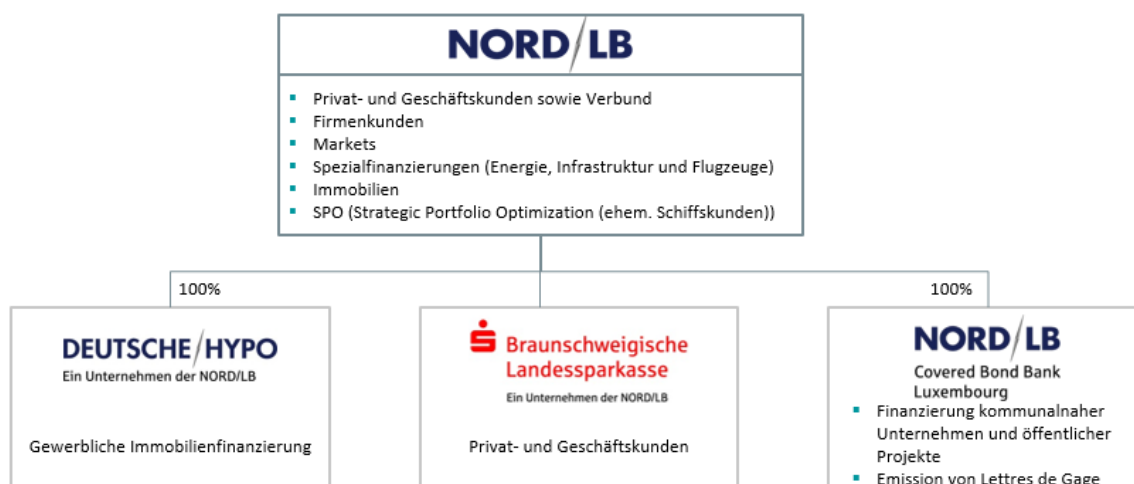 NORD/LB
▪ Privat- und Geschäftskunden sowie Verbund
▪ Firmenkunden
▪ Markets
▪ Spezialfinanzierungen (Energie, Infrastruktur und Flugzeuge)
▪ Immobilien
▪ SPO (Strategic Portfolio Optimization (ehem. Schiffskunden))
100%
100%
DEUTSCHE/HYPO
Ein Unternehmen der NORD/LB
Gewerbliche Immobilienfinanzierung
Braunschweigische
Landessparkasse
Ein Unternehmen der NORD/LB
Privat- und Geschäftskunden
NORD/LB
Covered Bond Bank
Luxembourg
▪ Finanzierung kommunalnaher
Unternehmen und öffentlicher
Projekte
▪ Emission von Lettres de Gage